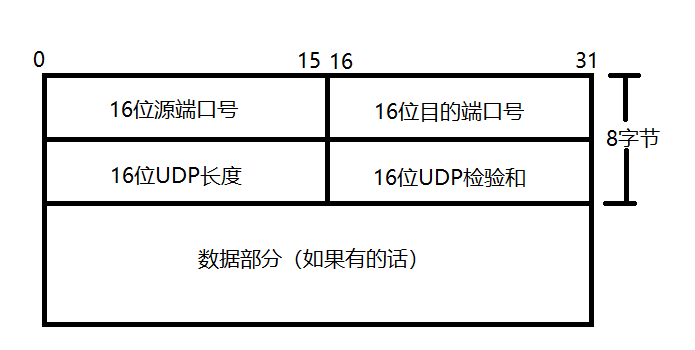 0 15 16 31
16位源端口号 16位目的端口号
8字节
16位UDP长度 16位UDP检验和
数据部分（如果有的话）